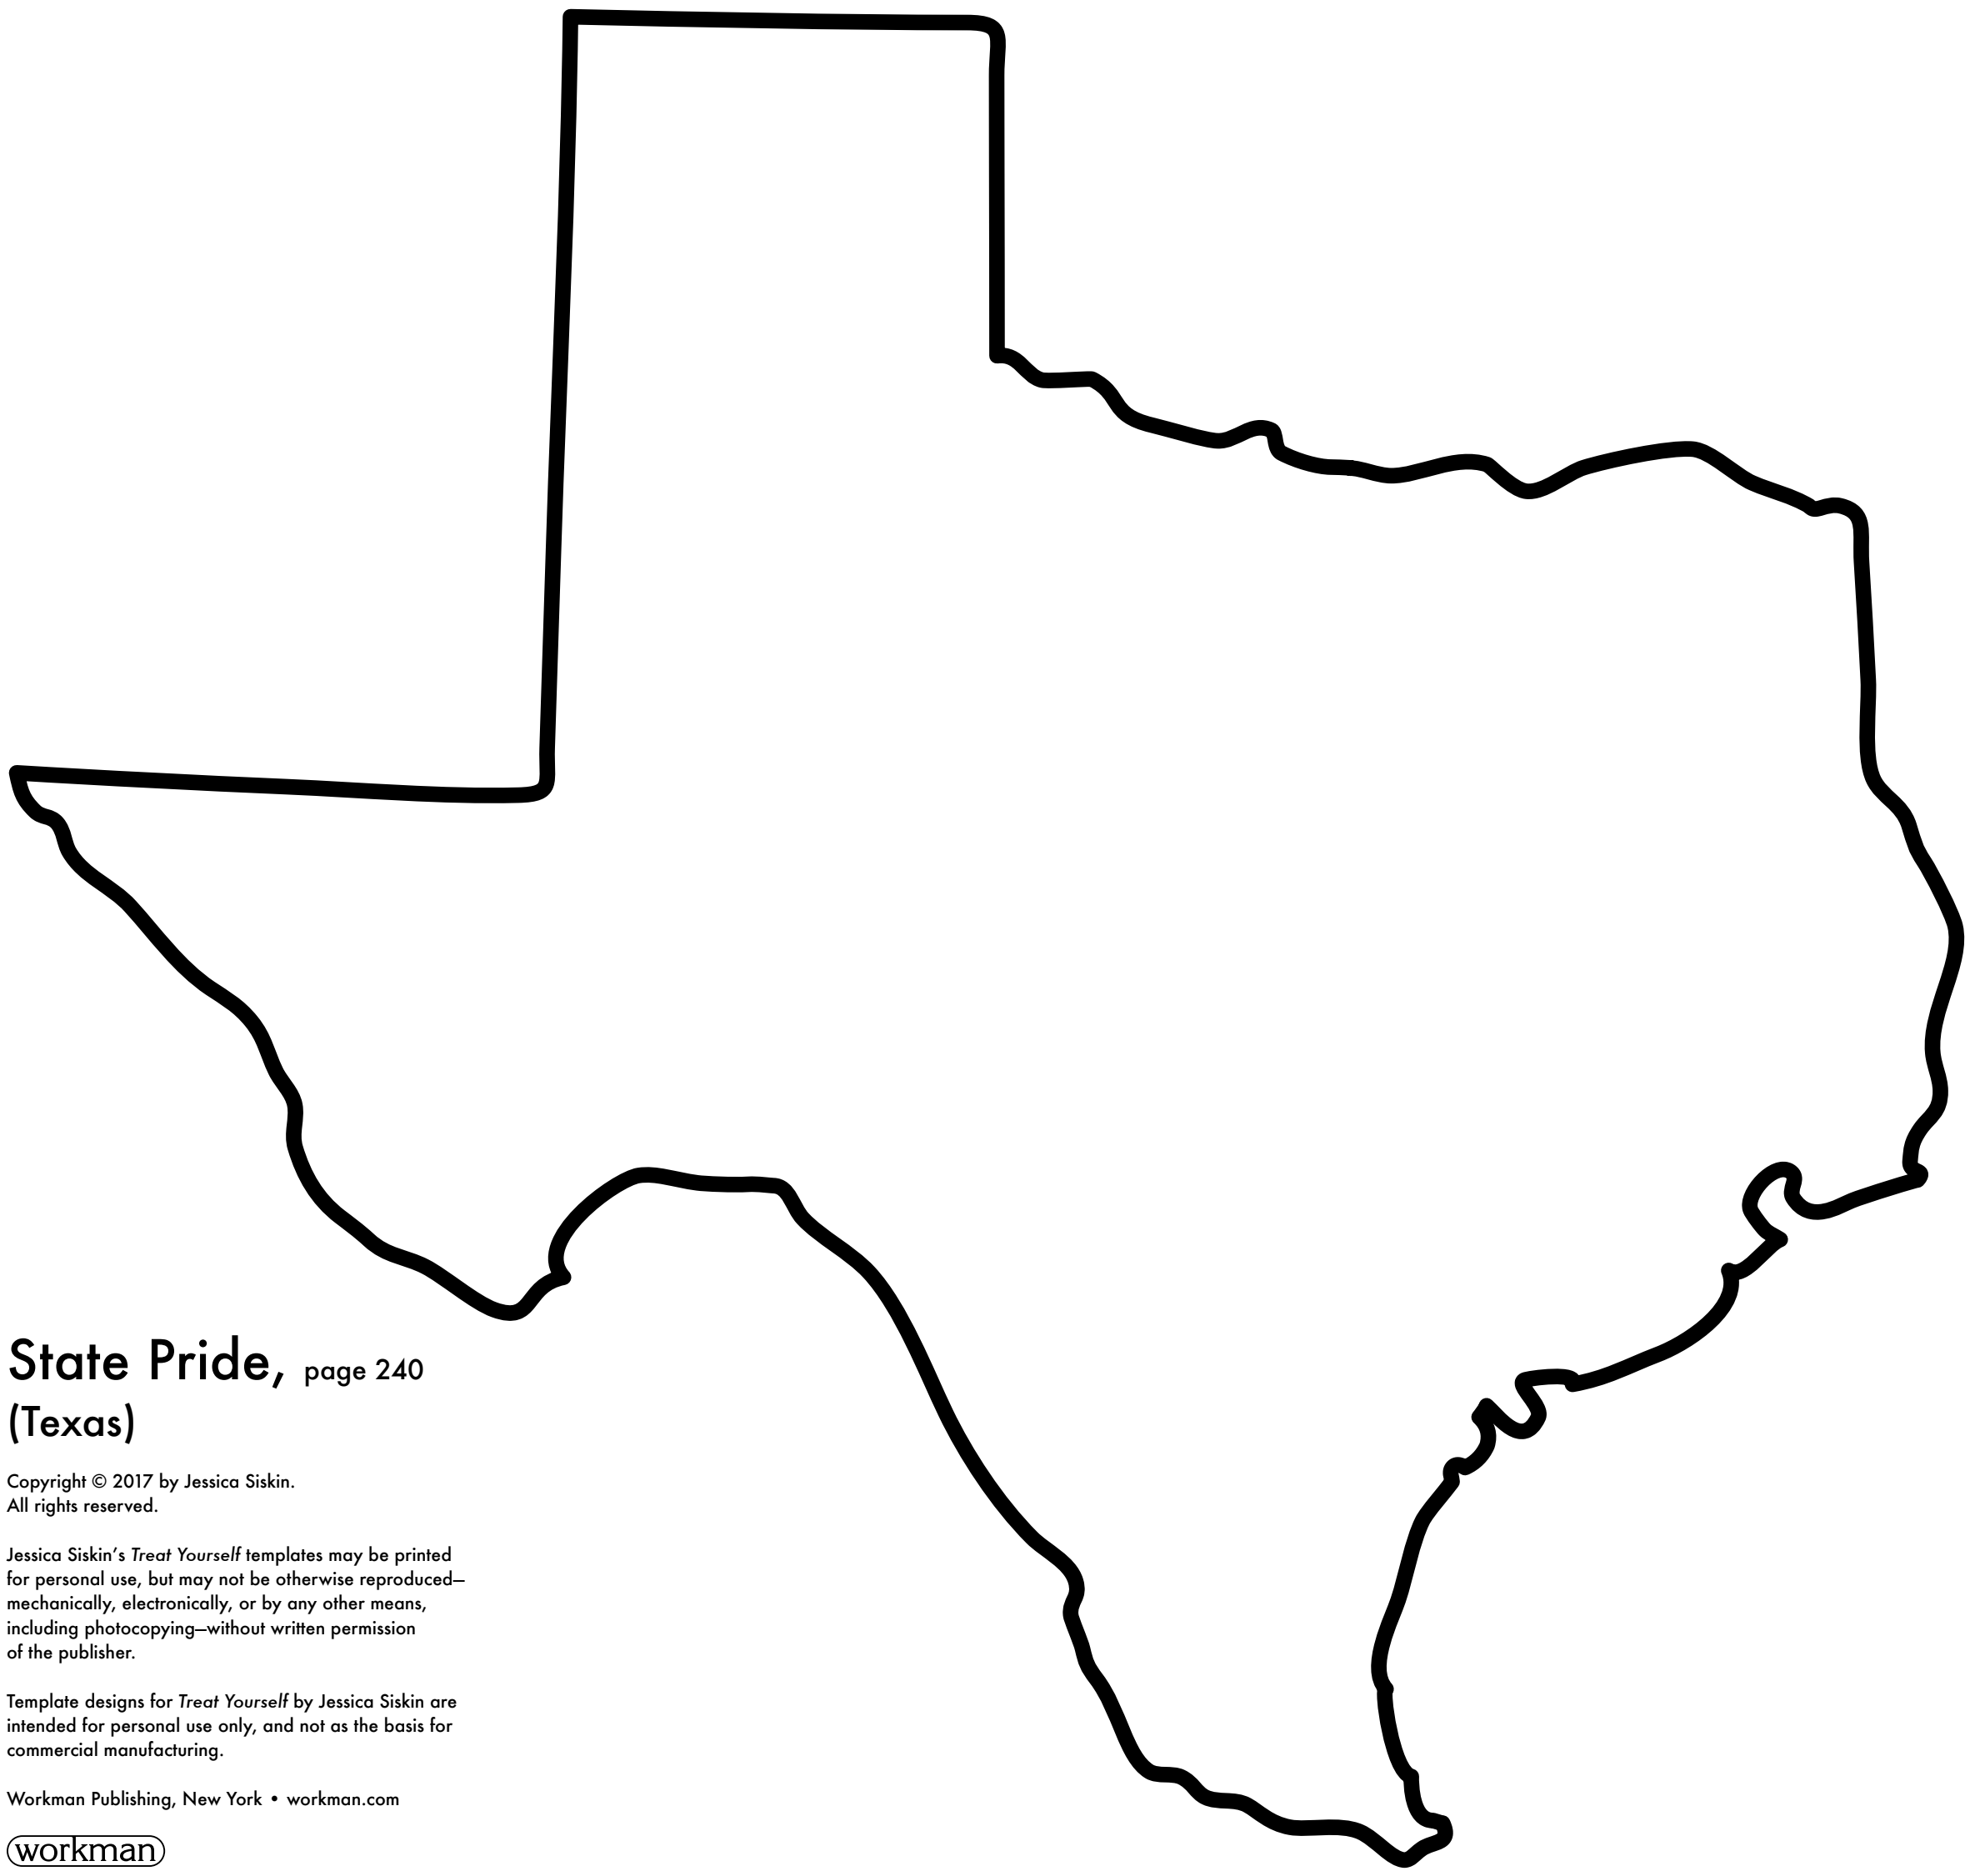 State Pride, page 240
(Texas)
Copyright © 2017 by Jessica Siskin.
All rights reserved.
Jessica Siskin’s Treat Yourself templates may be printed
for personal use, but may not be otherwise reproduced—
mechanically, electronically, or by any other means,
including photocopying—without written permission
of the publisher.
Template designs for Treat Yourself by Jessica Siskin are
intended for personal use only, and not as the basis for
commercial manufacturing.
Workman Publishing, New York • workman.com
workman